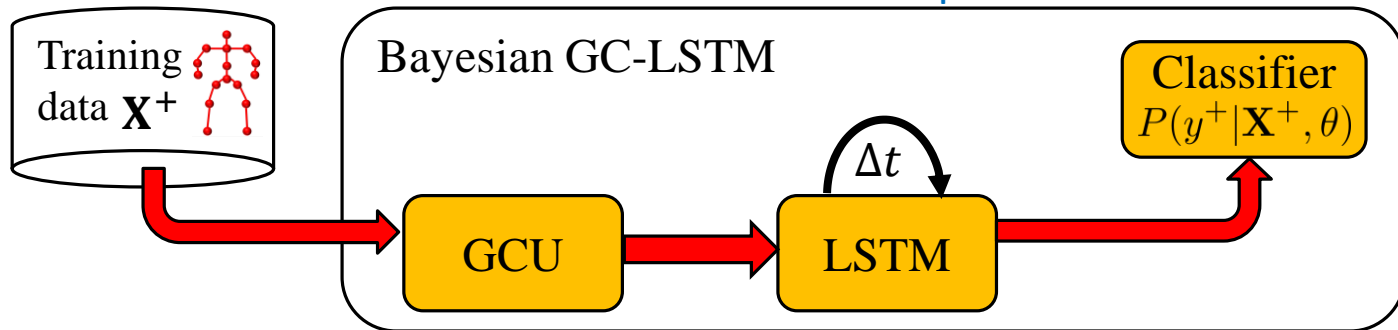 Training
data X⁺
Bayesian GC-LSTM
Classifier
P(y⁺|X⁺, θ)
Δt
GCU
LSTM